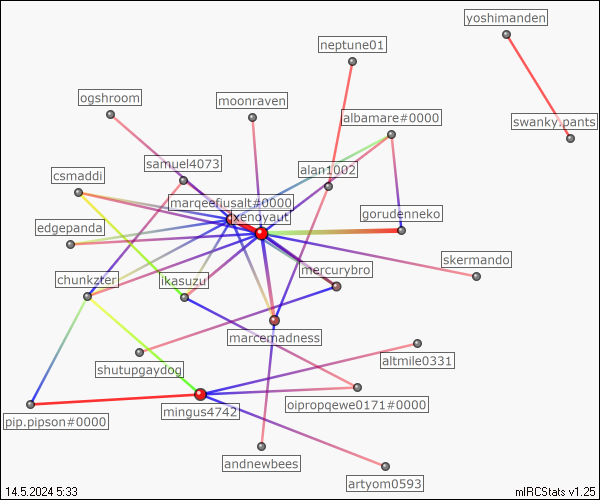 yoshimanden
neptune01
ogshroom
moonraven
albamare#0000
swanky.pants
samuel4073
alan1002
csmaddi
marqeefiusalt#0000
xenoyaut
gorudenneko
edgepanda
skermando
chunkzter
ikasuzu
mercurybro
marcemadness
shutupgaydog
altmile0331
pip.pipson#0000
mingus4742
oipropqewe0171#0000
andnewbees
artyom0593
14.5.2024 5:33
mIRCStats v1.25